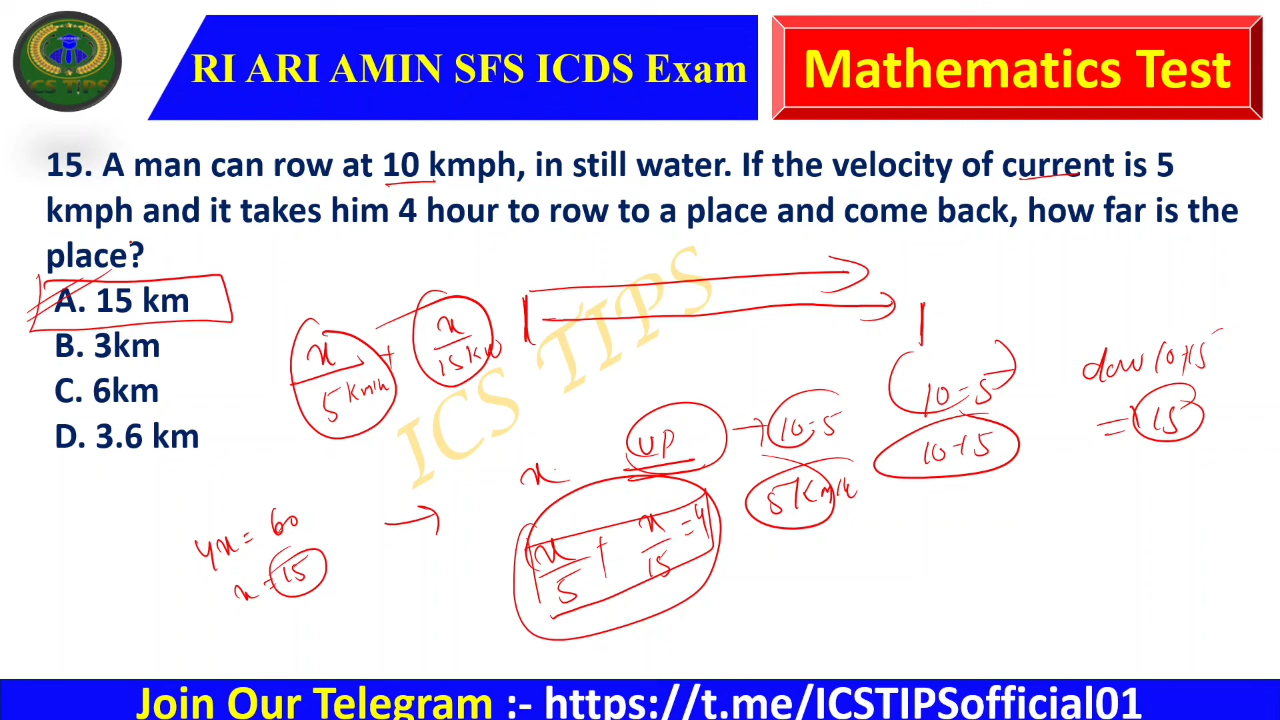 ICS TIPS
RI ARI AMIN SFS ICDS Exam
Mathematics Test
15. A man can row at 10 kmph, in still water. If the velocity of current is 5
kmph and it takes him 4 hour to row to a place and come back, how far is the
place?
A. 15 km
B. 3km
C. 6km
D. 3.6 km
ICS TIPS
x/5 km/h + x/15
UP → 10-5
5 km/h
10-5
10+5
= 15
x
x/5 + x/15 = 4
4x = 60
x = 15
Join Our Telegram :- https://t.me/ICSTIPSofficial01